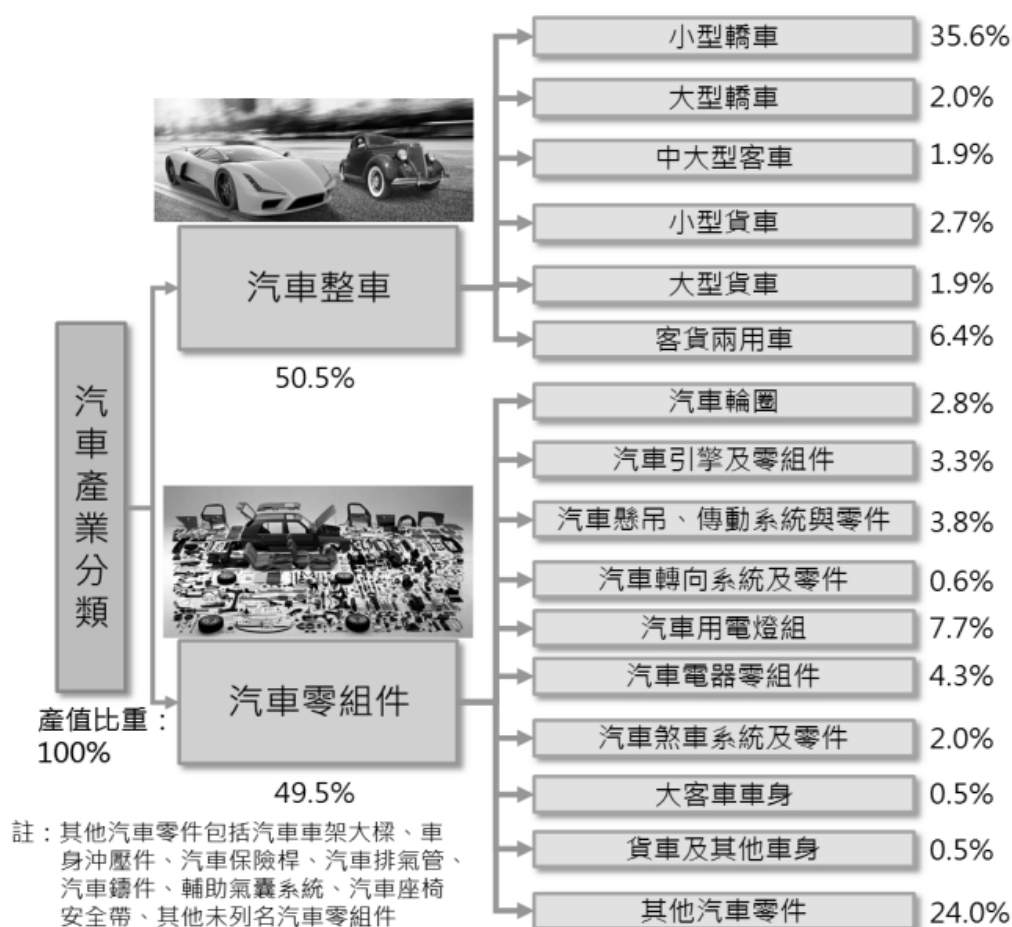 汽車產業分類
產值比重：
100%
汽車整車
50.5%
小型轎車 35.6%
大型轎車 2.0%
中大型客車 1.9%
小型貨車 2.7%
大型貨車 1.9%
客貨兩用車 6.4%
汽車零組件
49.5%
汽車輪圈 2.8%
汽車引擎及零組件 3.3%
汽車懸吊、傳動系統與零件 3.8%
汽車轉向系統及零件 0.6%
汽車用電燈組 7.7%
汽車電器零組件 4.3%
汽車煞車系統及零件 2.0%
大客車車身 0.5%
貨車及其他車身 0.5%
其他汽車零件 24.0%
註：其他汽車零件包括汽車車架大樑、車
身沖壓件、汽車保險桿、汽車排氣管、
汽車鑄件、輔助氣囊系統、汽車座椅
安全帶、其他未列名汽車零組件